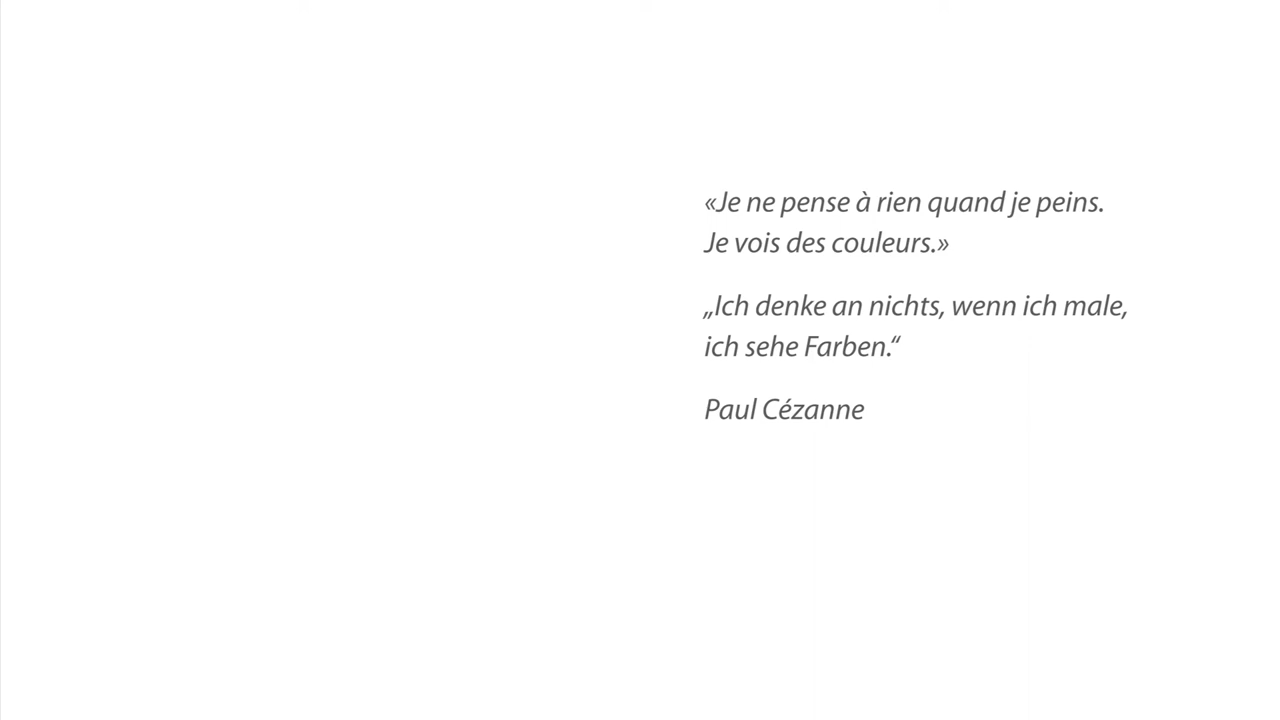 «Je ne pense à rien quand je peins.
Je vois des couleurs.»
„Ich denke an nichts, wenn ich male,
ich sehe Farben.“
Paul Cézanne